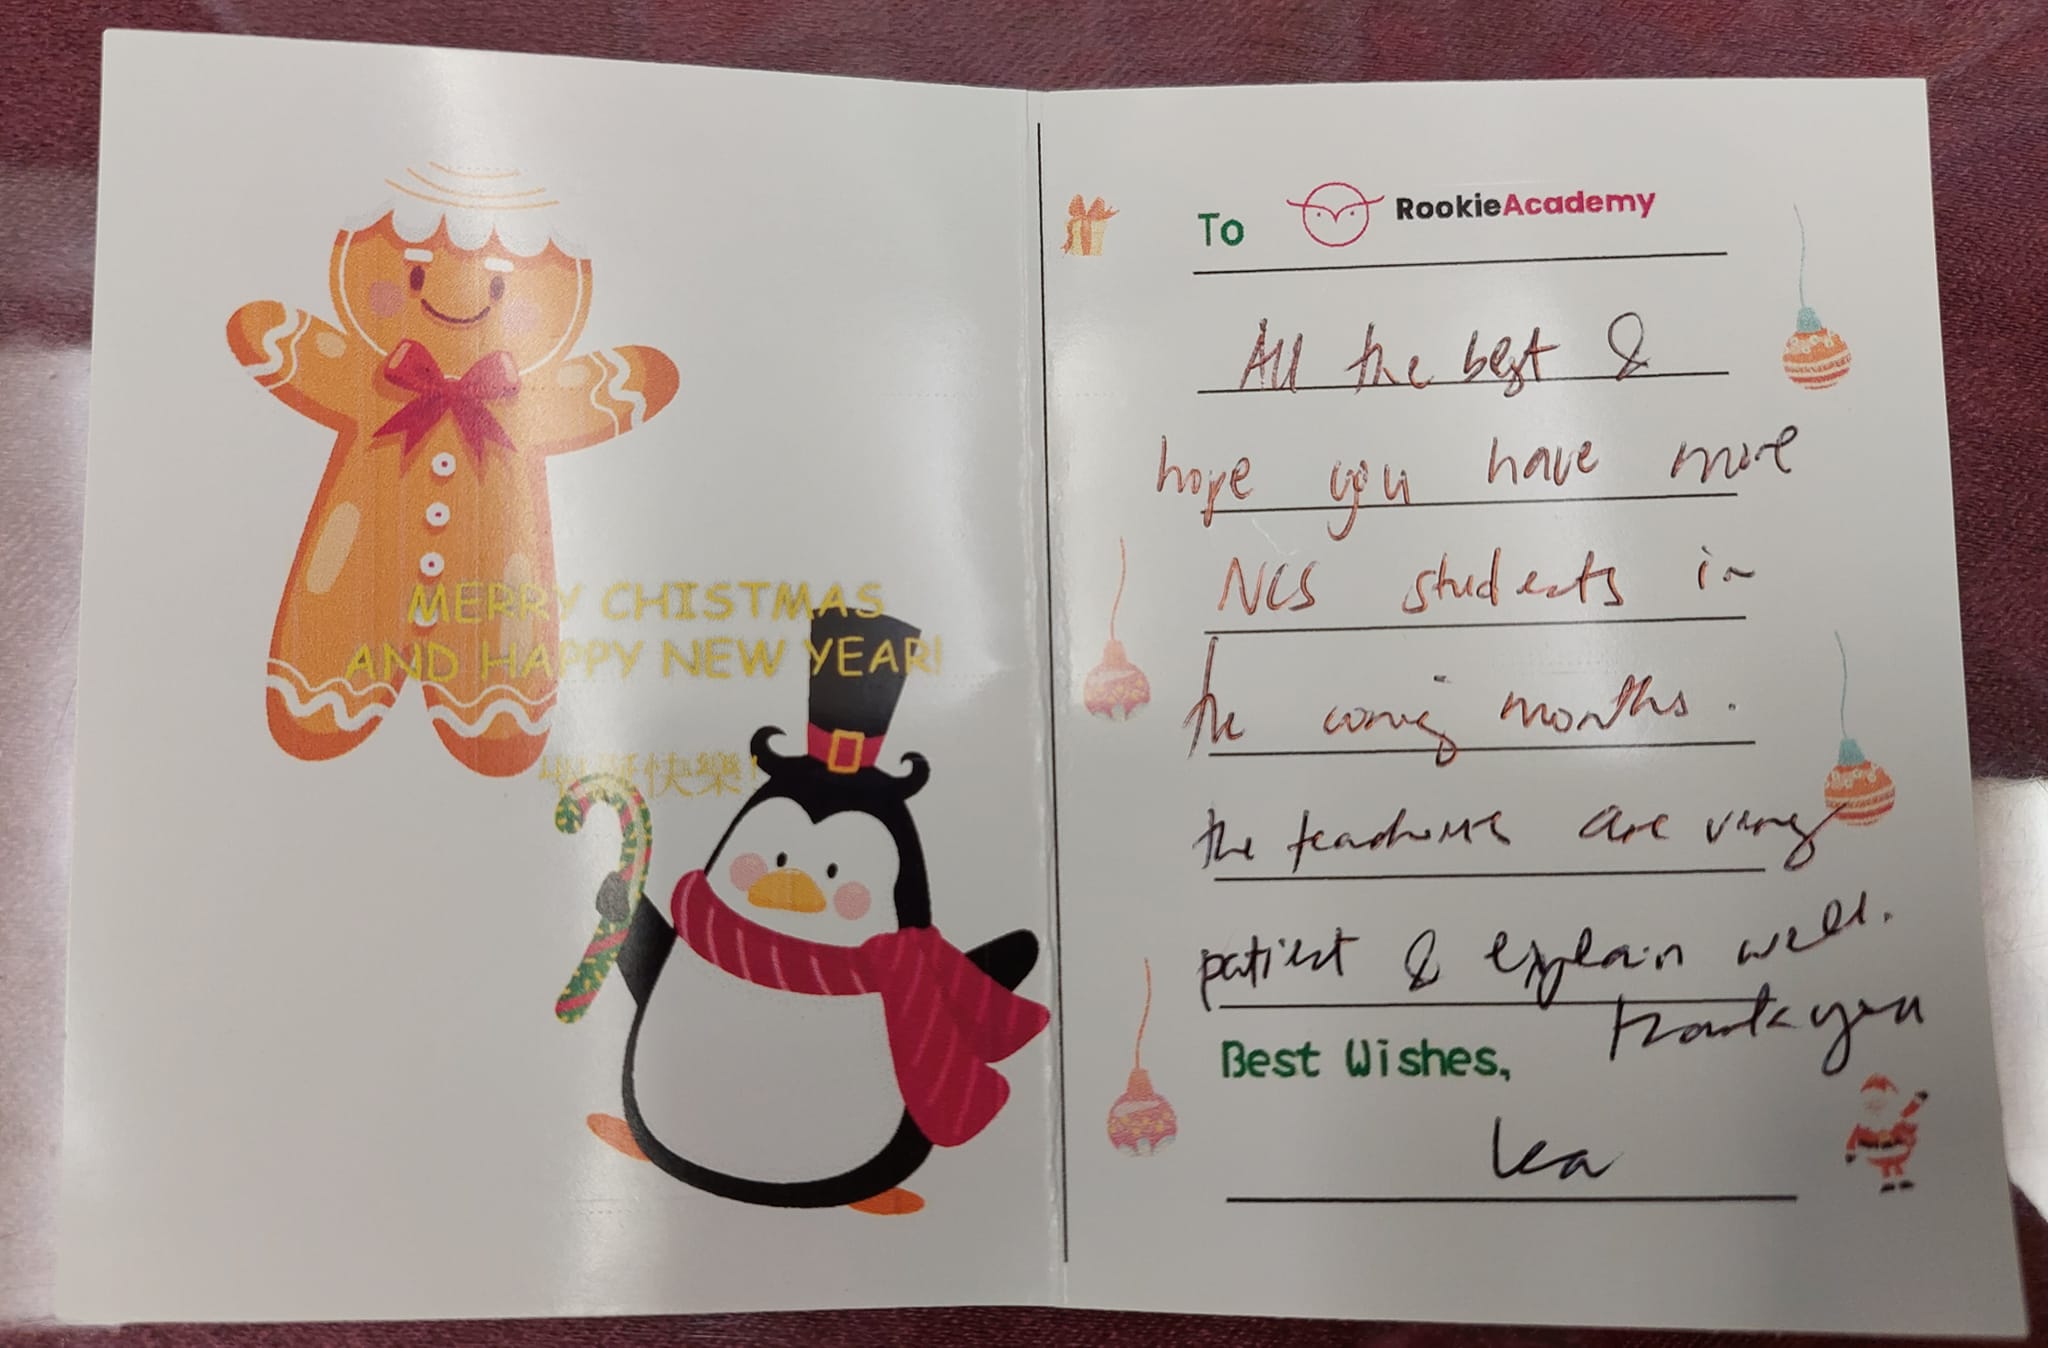 MERRY CHISTMAS
AND HAPPY NEW YEAR!
聖誕快樂!
To RookieAcademy
All the best &
hope you have more
NCS students in
the coming months.
the teachers are very
patient & explain well.
Thank you
Best Wishes,